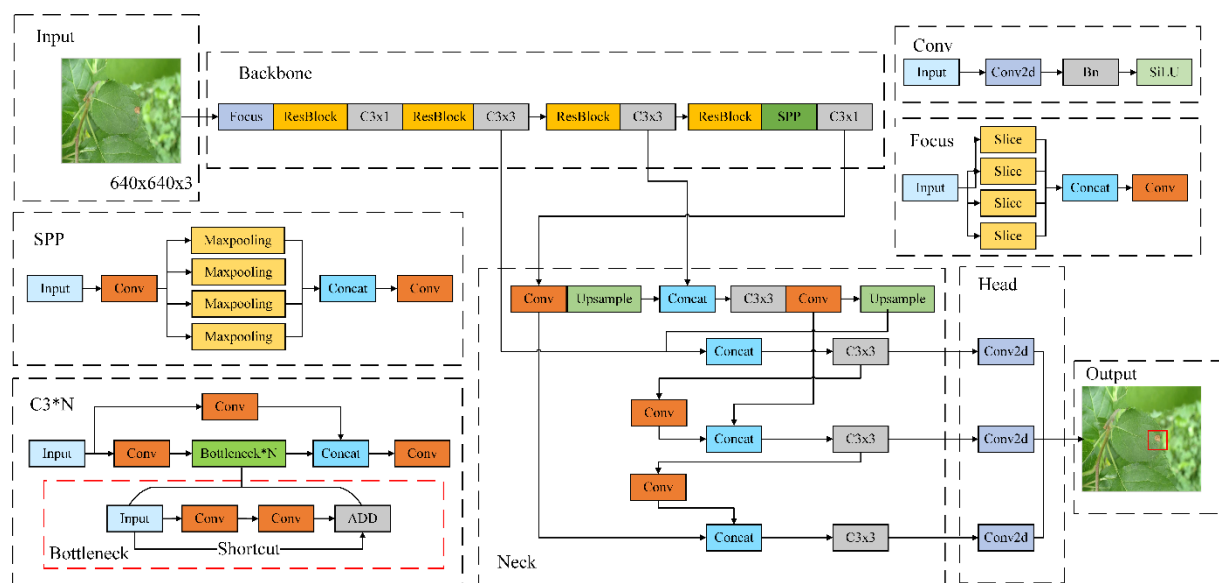 Input
640x640x3
Backbone
Focus
ResBlock
C3x1
ResBlock
C3x3
ResBlock
C3x3
ResBlock
SPP
C3x1
Conv
Input
Conv2d
Bn
SiLU
Focus
Input
Slice
Slice
Slice
Slice
Concat
Conv
SPP
Input
Conv
Maxpooling
Maxpooling
Maxpooling
Maxpooling
Concat
Conv
C3*N
Conv
Input
Conv
Bottleneck*N
Concat
Conv
Input
Conv
Conv
ADD
Shortcut
Bottleneck
Conv
Upsample
Concat
C3x3
Conv
Upsample
Concat
C3x3
Conv
Concat
C3x3
Conv
Concat
C3x3
Neck
Head
Conv2d
Conv2d
Conv2d
Output